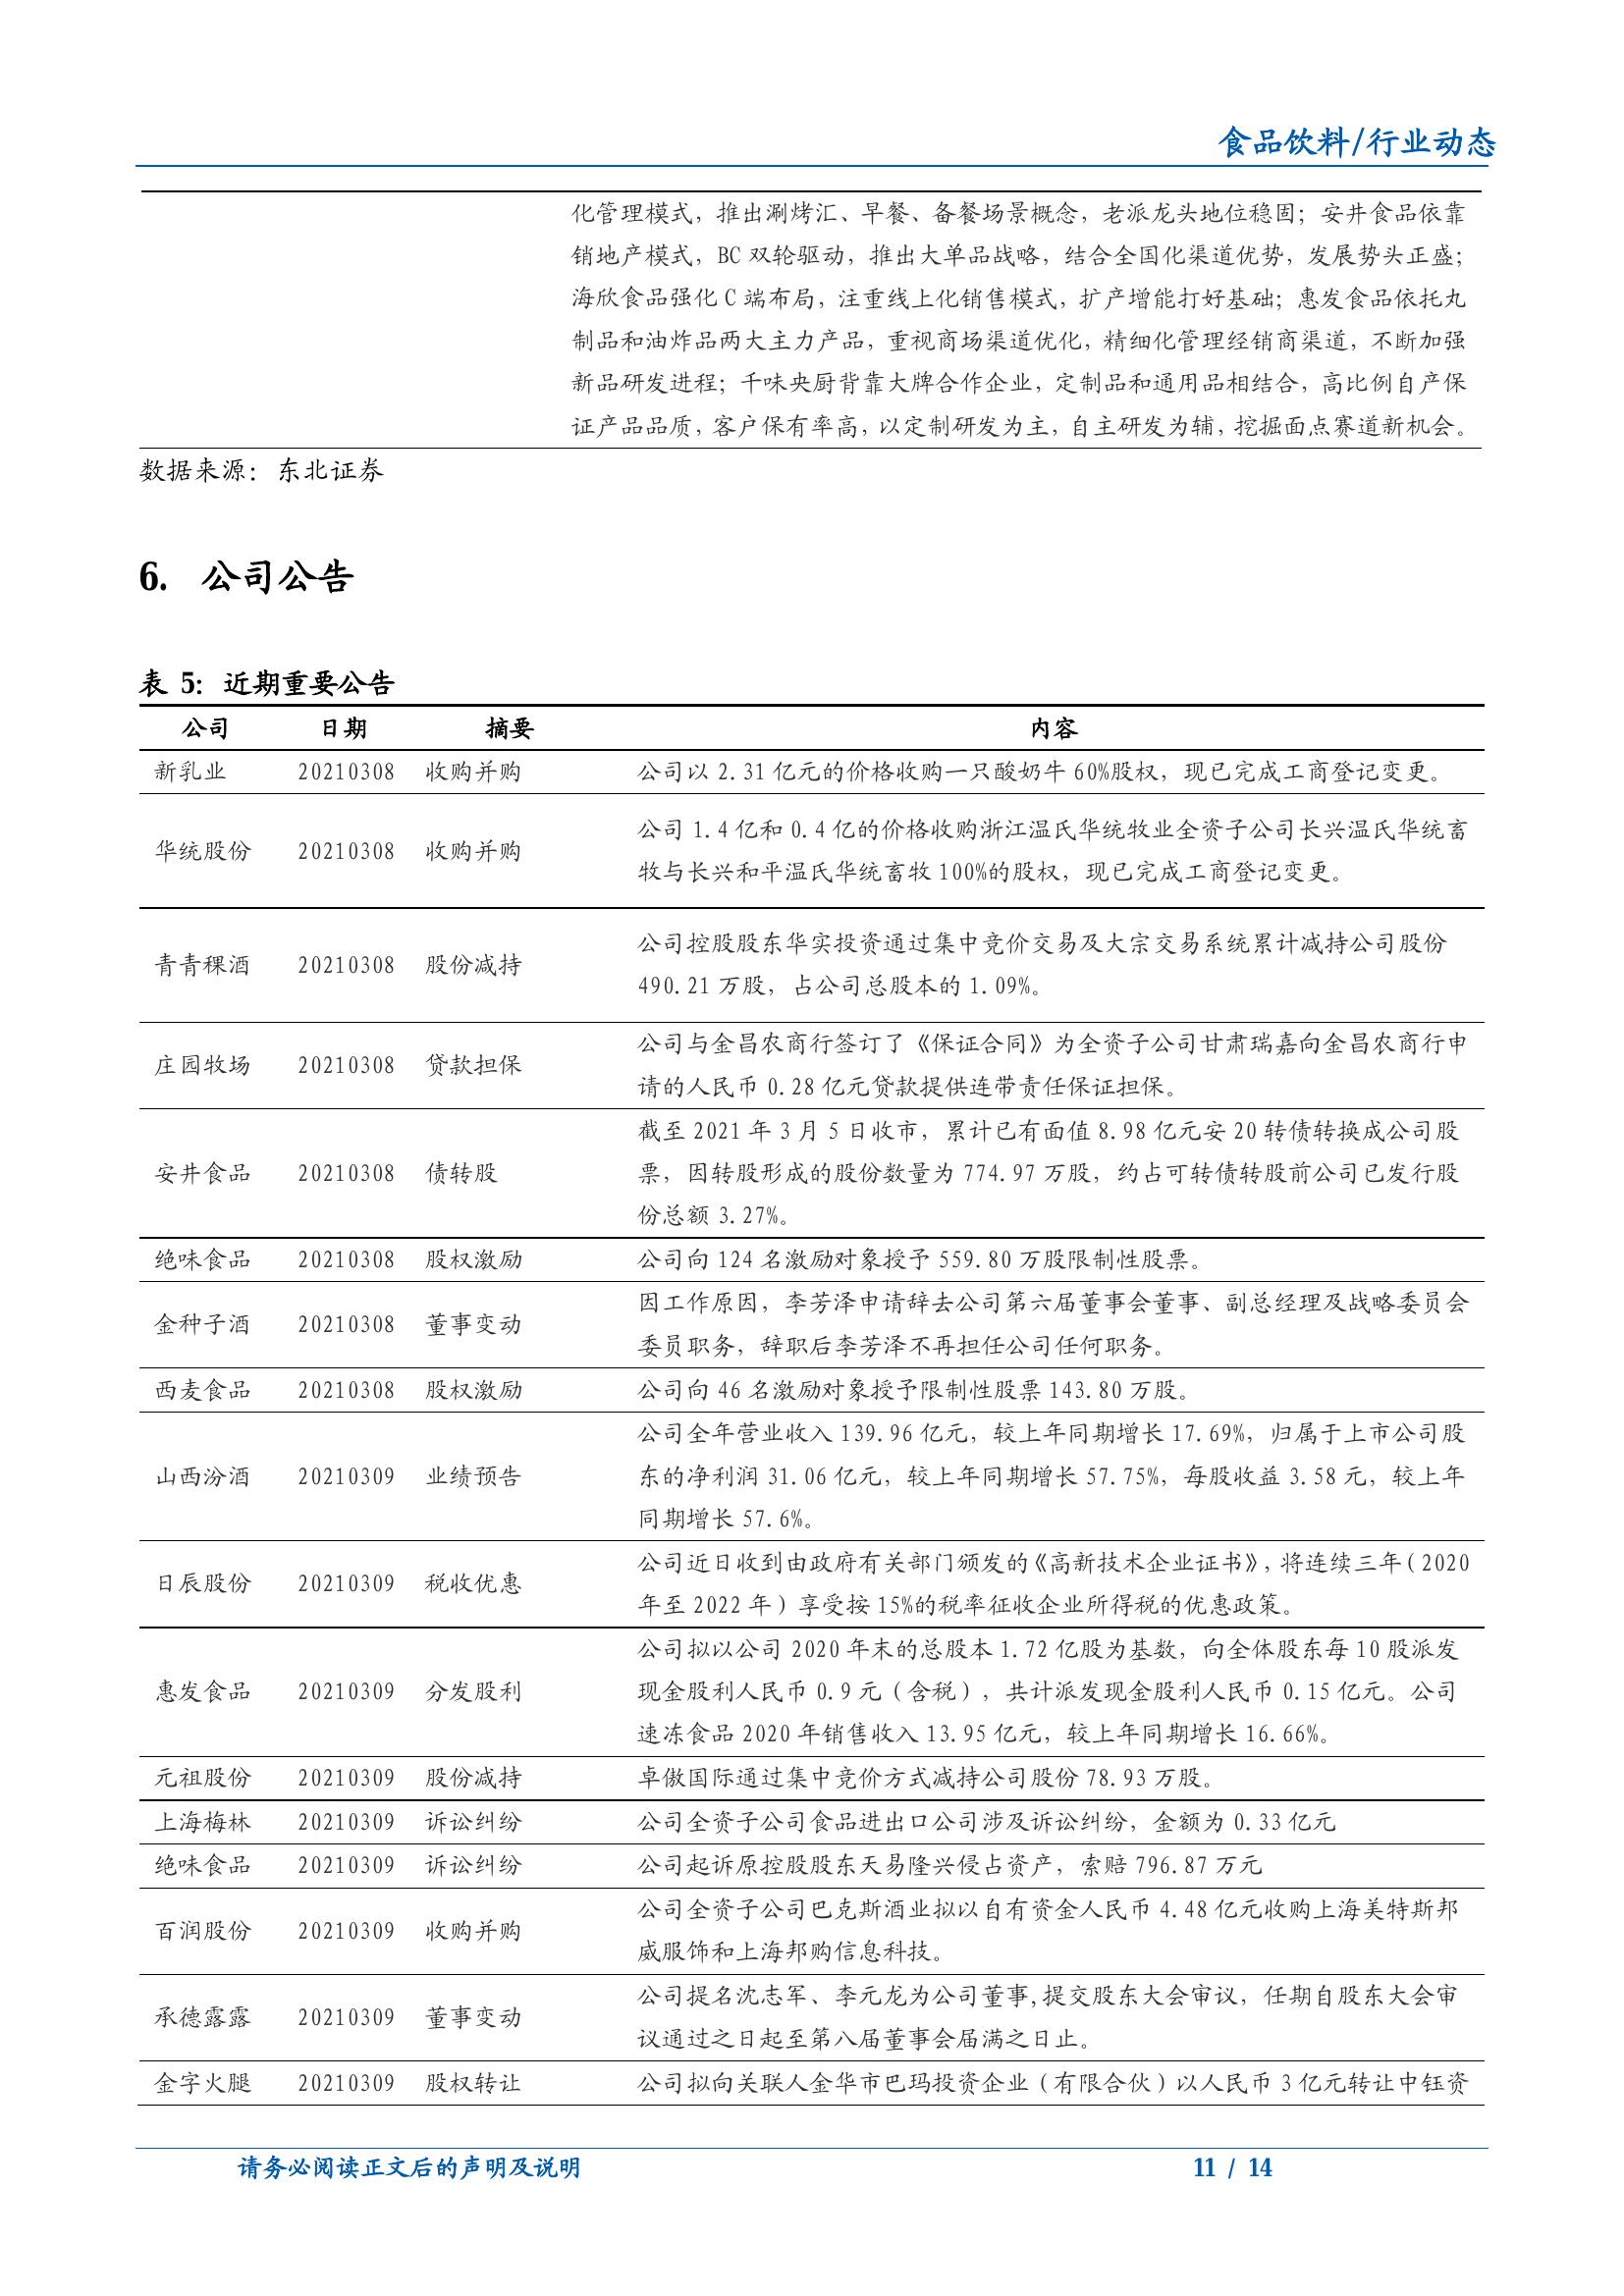 食品饮料/行业动态
化管理模式，推出涮烤汇、早餐、备餐场景概念，老派龙头地位稳固；安井食品依靠
销地产模式，BC 双轮驱动，推出大单品战略，结合全国化渠道优势，发展势头正盛；
海欣食品强化 C 端布局，注重线上化销售模式，扩产增能打好基础；惠发食品依托丸
制品和油炸品两大主力产品，重视商场渠道优化，精细化管理经销商渠道，不断加强
新品研发进程；千味央厨背靠大牌合作企业，定制品和通用品相结合，高比例自产保
证产品品质，客户保有率高，以定制研发为主，自主研发为辅，挖掘面点赛道新机会。
数据来源：东北证券
6. 公司公告
表 5：近期重要公告
公司 日期 摘要 内容
新乳业 20210308 收购并购 公司以 2.31 亿元的价格收购一只酸奶牛 60%股权，现已完成工商登记变更。
华统股份 20210308 收购并购 公司 1.4 亿和 0.4 亿的价格收购浙江温氏华统牧业全资子公司长兴温氏华统畜
牧与长兴和平温氏华统畜牧 100%的股权，现已完成工商登记变更。
青青稞酒 20210308 股份减持 公司控股股东华实投资通过集中竞价交易及大宗交易系统累计减持公司股份
490.21 万股，占公司总股本的 1.09%。
庄园牧场 20210308 贷款担保 公司与金昌农商行签订了《保证合同》为全资子公司甘肃瑞嘉向金昌农商行申
请的人民币 0.28 亿元贷款提供连带责任保证担保。
安井食品 20210308 债转股 截至 2021 年 3 月 5 日收市，累计已有面值 8.98 亿元安 20 转债转换成公司股
票，因转股形成的股份数量为 774.97 万股，约占可转债转股前公司已发行股
份总额 3.27%。
绝味食品 20210308 股权激励 公司向 124 名激励对象授予 559.80 万股限制性股票。
金种子酒 20210308 董事变动 因工作原因，李芳泽申请辞去公司第六届董事会董事、副总经理及战略委员会
委员职务，辞职后李芳泽不再担任公司任何职务。
西麦食品 20210308 股权激励 公司向 46 名激励对象授予限制性股票 143.80 万股。
山西汾酒 20210309 业绩预告 公司全年营业收入 139.96 亿元，较上年同期增长 17.69%，归属于上市公司股
东的净利润 31.06 亿元，较上年同期增长 57.75%，每股收益 3.58 元，较上年
同期增长 57.6%。
日辰股份 20210309 税收优惠 公司近日收到由政府有关部门颁发的《高新技术企业证书》，将连续三年（2020
年至 2022 年）享受按 15%的税率征收企业所得税的优惠政策。
惠发食品 20210309 分发股利 公司拟以公司 2020 年末的总股本 1.72 亿股为基数，向全体股东每 10 股派发
现金股利人民币 0.9 元（含税），共计派发现金股利人民币 0.15 亿元。公司
速冻食品 2020 年销售收入 13.95 亿元，较上年同期增长 16.66%。
元祖股份 20210309 股份减持 卓傲国际通过集中竞价方式减持公司股份 78.93 万股。
上海梅林 20210309 诉讼纠纷 公司全资子公司食品进出口公司涉及诉讼纠纷，金额为 0.33 亿元
绝味食品 20210309 诉讼纠纷 公司起诉原控股股东天易隆兴侵占资产，索赔 796.87 万元
百润股份 20210309 收购并购 公司全资子公司巴克斯酒业拟以自有资金人民币 4.48 亿元收购上海美特斯邦
威服饰和上海邦购信息科技。
承德露露 20210309 董事变动 公司提名沈志军、李元龙为公司董事,提交股东大会审议，任期自股东大会审
议通过之日起至第八届董事会届满之日止。
金字火腿 20210309 股权转让 公司拟向关联人金华市巴玛投资企业（有限合伙）以人民币 3 亿元转让中钰资
请务必阅读正文后的声明及说明 11 / 14